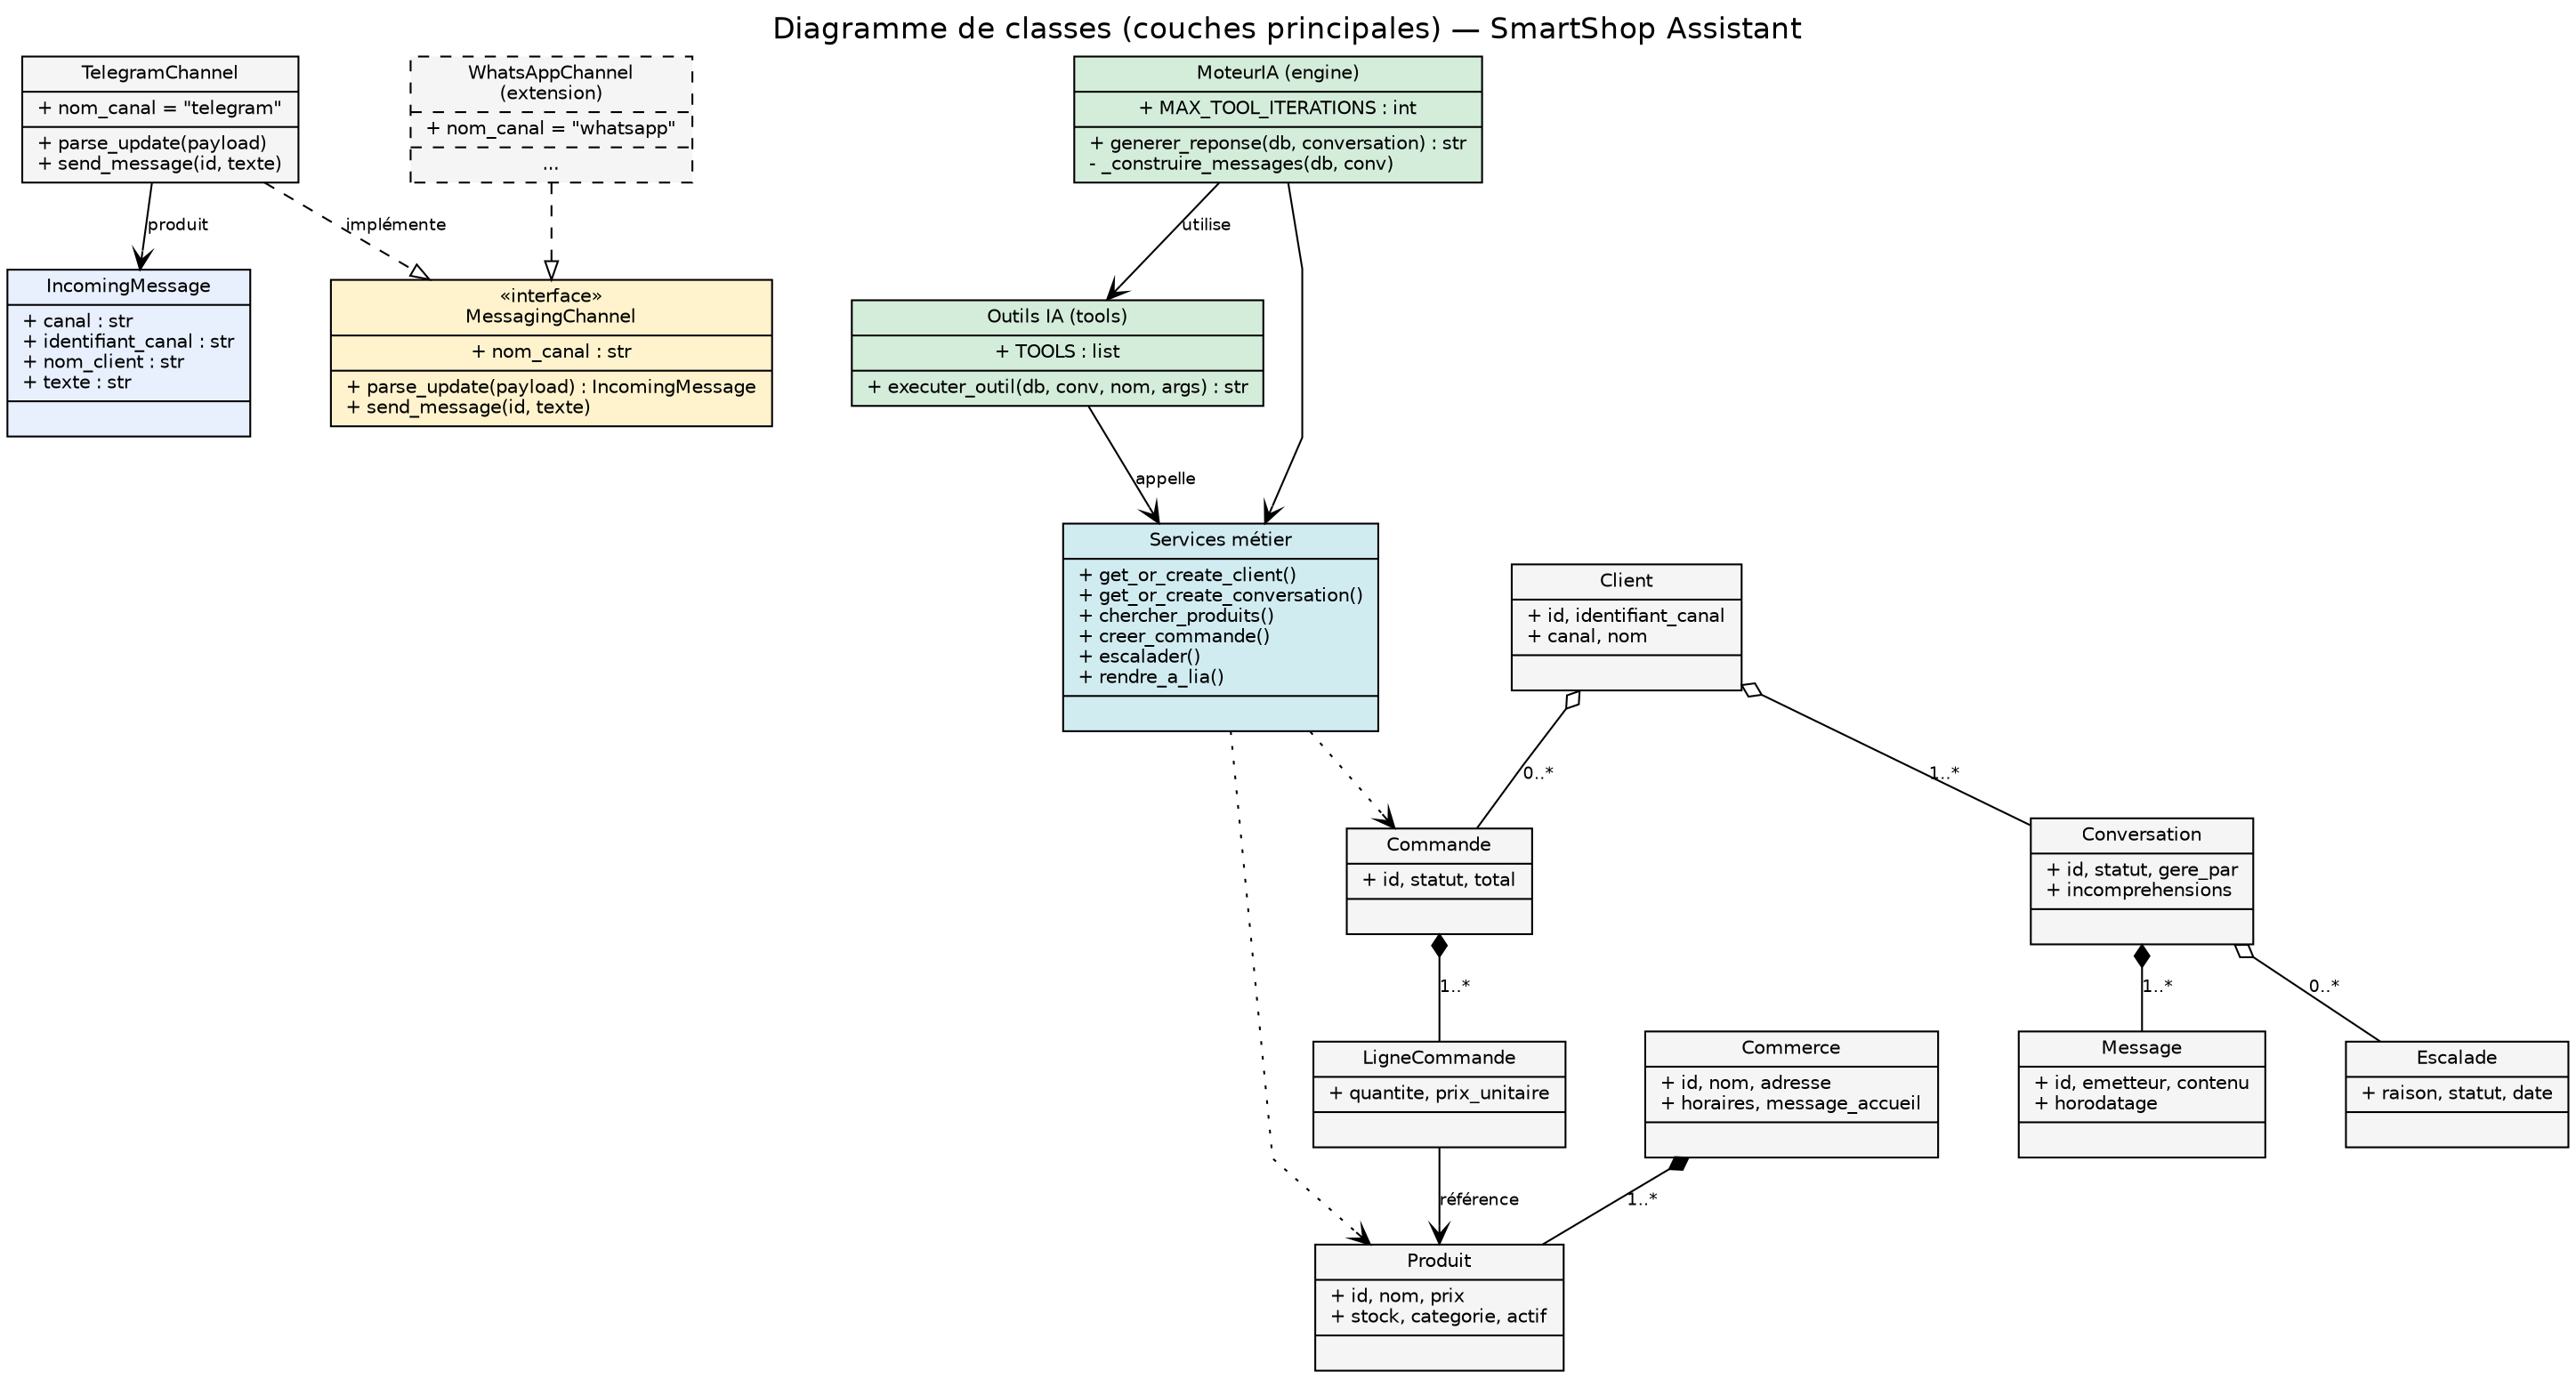 Diagramme de classes (couches principales) — SmartShop Assistant
TelegramChannel
+ nom_canal = "telegram"
+ parse_update(payload)
+ send_message(id, texte)
WhatsAppChannel
(extension)
+ nom_canal = "whatsapp"
...
MoteurIA (engine)
+ MAX_TOOL_ITERATIONS : int
+ generer_reponse(db, conversation) : str
- _construire_messages(db, conv)
produit
implémente
utilise
IncomingMessage
+ canal : str
+ identifiant_canal : str
+ nom_client : str
+ texte : str
«interface»
MessagingChannel
+ nom_canal : str
+ parse_update(payload) : IncomingMessage
+ send_message(id, texte)
Outils IA (tools)
+ TOOLS : list
+ executer_outil(db, conv, nom, args) : str
appelle
Services métier
+ get_or_create_client()
+ get_or_create_conversation()
+ chercher_produits()
+ creer_commande()
+ escalader()
+ rendre_a_lia()
Client
+ id, identifiant_canal
+ canal, nom
0..*
1..*
Commande
+ id, statut, total
Conversation
+ id, statut, gere_par
+ incomprehensions
1..*
1..*
0..*
LigneCommande
+ quantite, prix_unitaire
Commerce
+ id, nom, adresse
+ horaires, message_accueil
Message
+ id, emetteur, contenu
+ horodatage
Escalade
+ raison, statut, date
référence
1..*
Produit
+ id, nom, prix
+ stock, categorie, actif